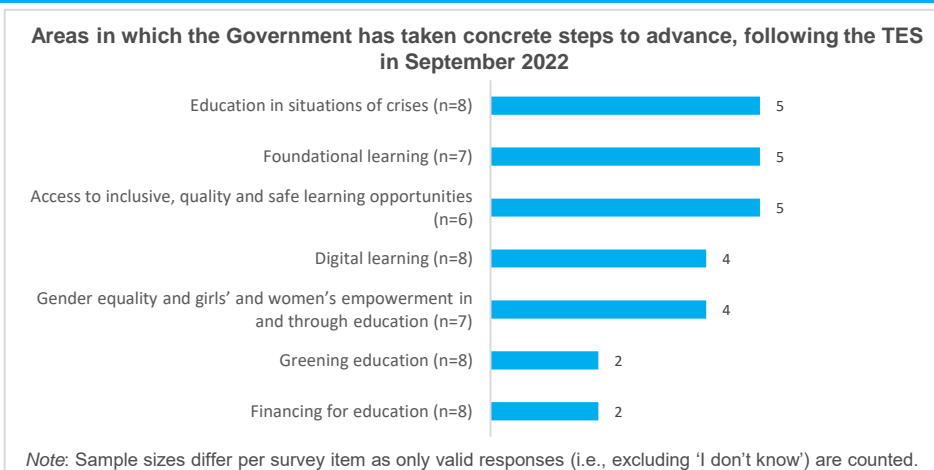 Areas in which the Government has taken concrete steps to advance, following the TES
in September 2022
Education in situations of crises (n=8)
5
Foundational learning (n=7)
5
Access to inclusive, quality and safe learning opportunities
(n=6)
5
Digital learning (n=8)
4
Gender equality and girls’ and women’s empowerment in
and through education (n=7)
4
Greening education (n=8)
2
Financing for education (n=8)
2
Note: Sample sizes differ per survey item as only valid responses (i.e., excluding ‘I don’t know’) are counted.